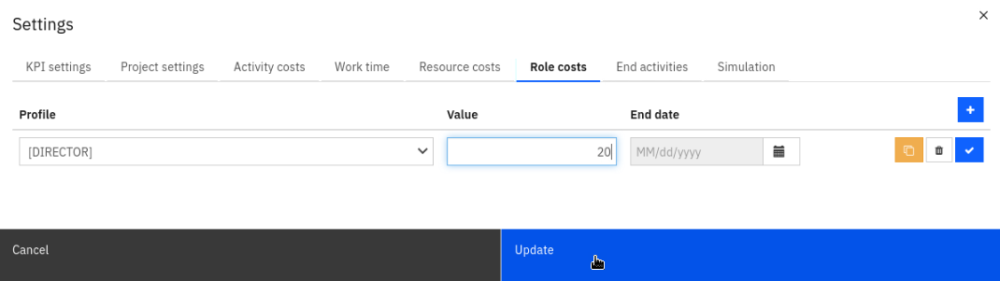 Settings
KPI settings Project settings Activity costs Work time Resource costs Role costs End activities Simulation
Profile Value End date
[DIRECTOR] 20 MM/dd/yyyy
Cancel Update